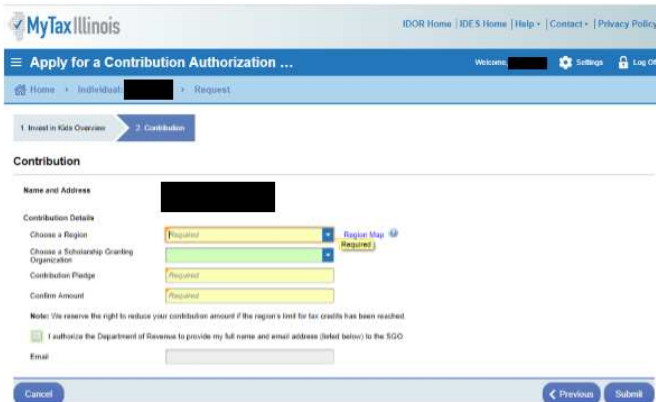 MyTax Illinois
IDOR Home | IDES Home | Help | Contact | Privacy Policy
Apply for a Contribution Authorization ...
Welcome, Settings Log Of
Home Individual: Request
1. Invest in Kids Overview 2. Contribution
Contribution
Name and Address
Contribution Details
Choose a Region Required Region Map
Required
Choose a Scholarship Granting
Organization
Contribution Pledge Required
Confirm Amount Required
Note: We reserve the right to reduce your contribution amount if the region's limit for tax credits has been reached.
I authorize the Department of Revenue to provide my full name and email address (listed below) to the SGO
Email
Cancel Previous Submit